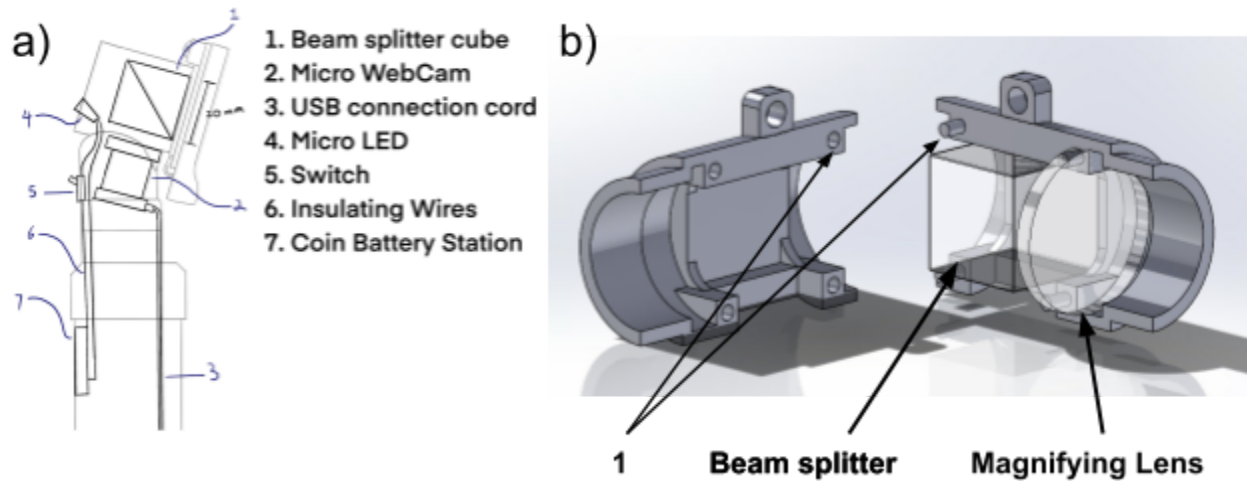 a)
1
1. Beam splitter cube
2. Micro WebCam
3. USB connection cord
4. Micro LED
5. Switch
6. Insulating Wires
7. Coin Battery Station
4
5
2
6
7
3
b)
1
Beam splitter
Magnifying Lens